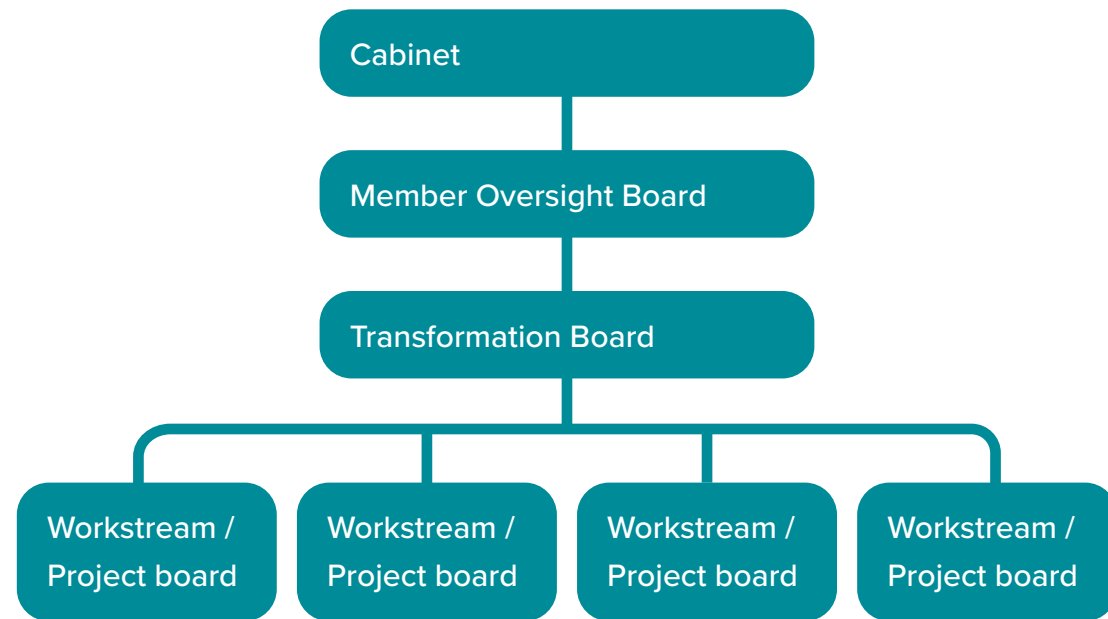 Cabinet
Member Oversight Board
Transformation Board
Workstream /
Project board
Workstream /
Project board
Workstream /
Project board
Workstream /
Project board